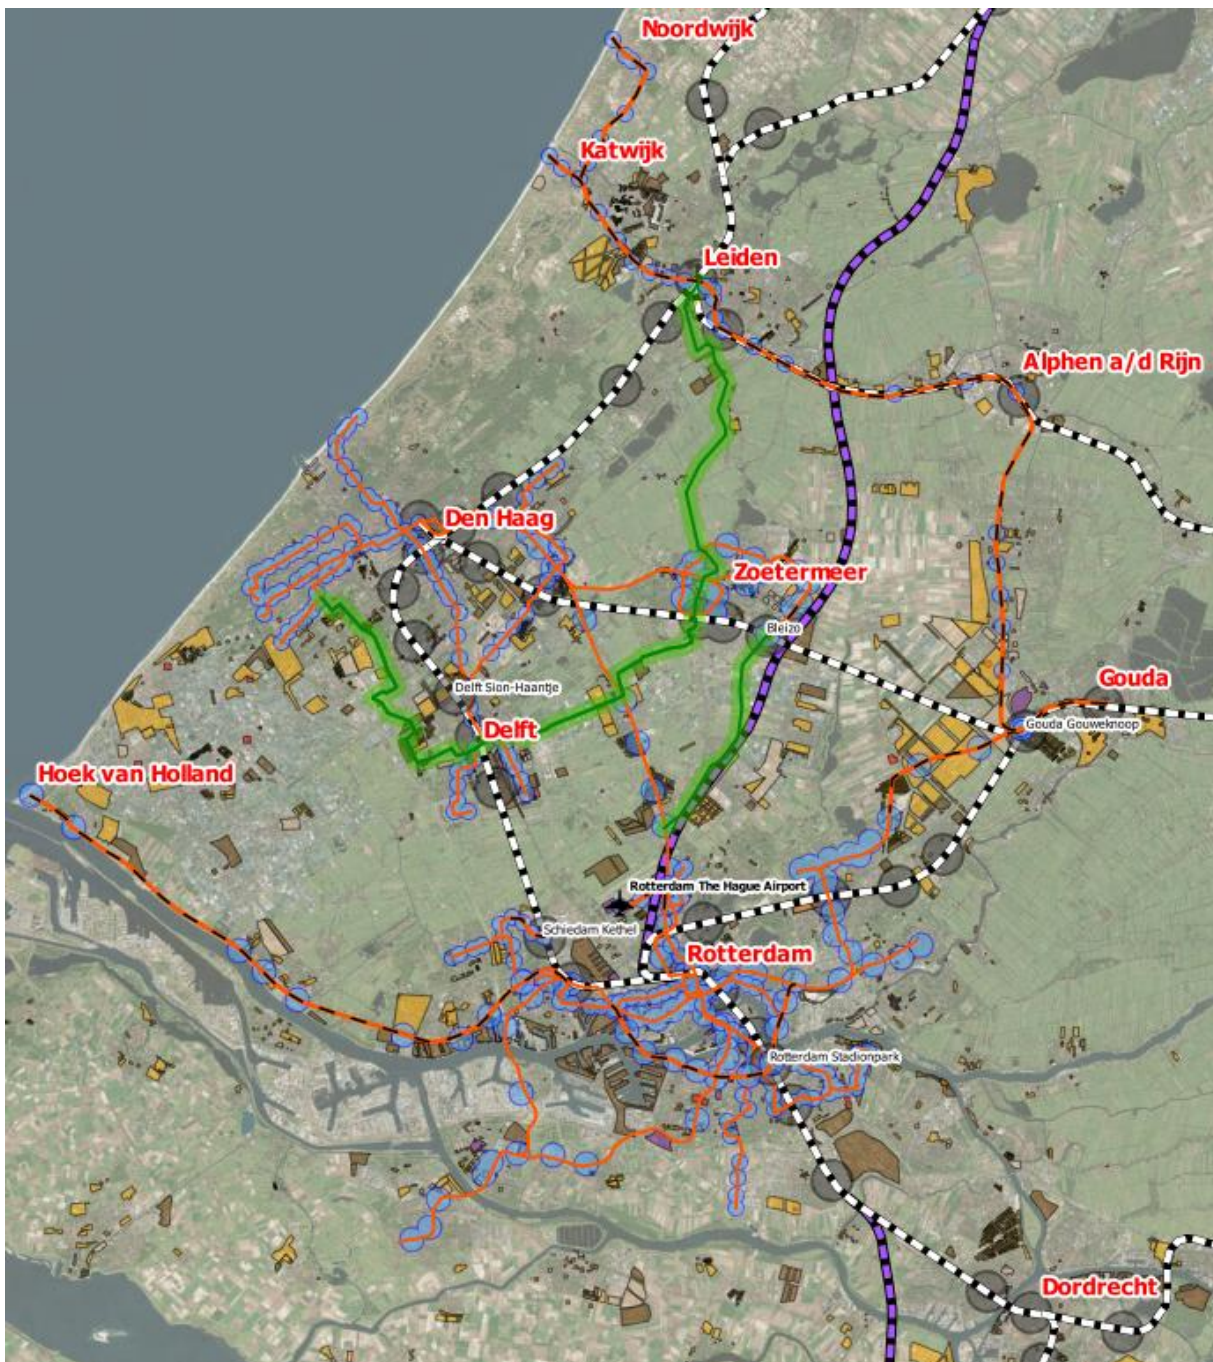 Noordwijk
Katwijk
Leiden
Alphen a/d Rijn
Den Haag
Zoetermeer
Bleizo
Gouda
Delft Sion-Haantje
Gouda Gouweknoop
Delft
Hoek van Holland
Rotterdam The Hague Airport
Schiedam Kethel
Rotterdam
Rotterdam Stadionpark
Dordrecht